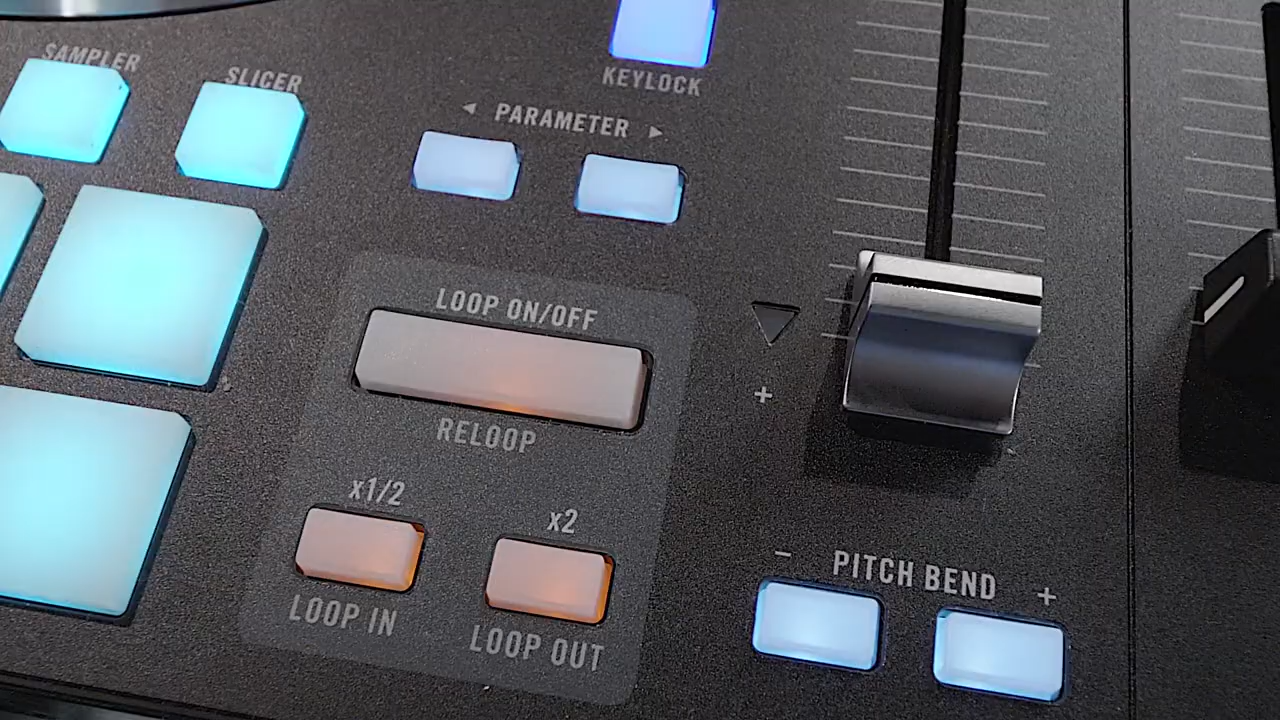 SAMPLER
SLICER
KEYLOCK
◄ PARAMETER ►
LOOP ON/OFF
RELOOP
x1/2
x2
LOOP IN
LOOP OUT
+
− PITCH BEND +